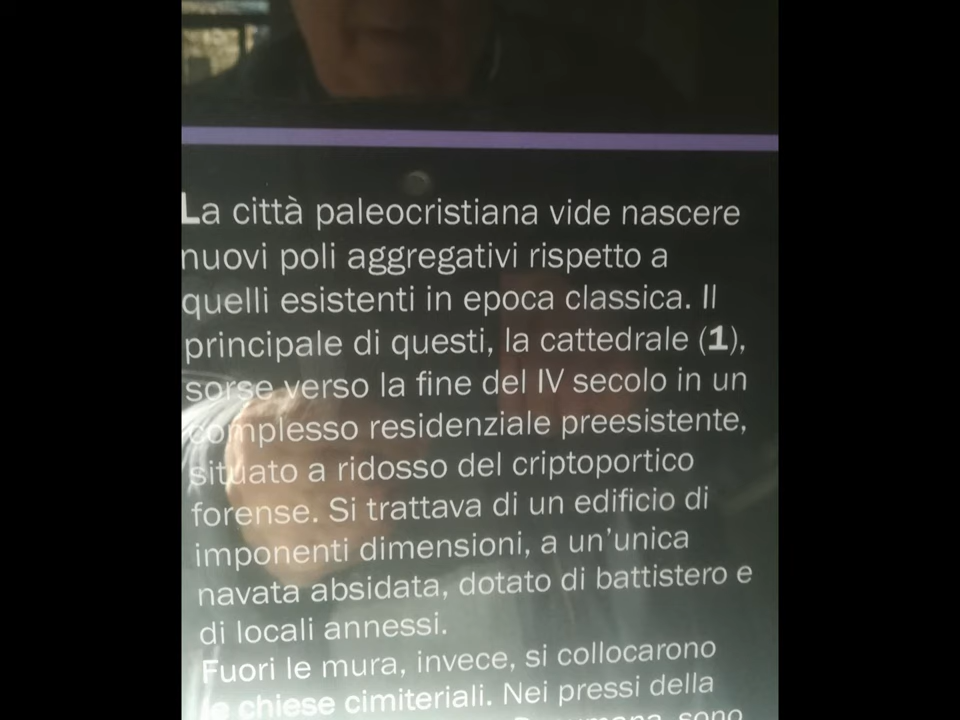 La città paleocristiana vide nascere
nuovi poli aggregativi rispetto a
quelli esistenti in epoca classica. Il
principale di questi, la cattedrale (1),
sorse verso la fine del IV secolo in un
complesso residenziale preesistente,
situato a ridosso del criptoportico
forense. Si trattava di un edificio di
imponenti dimensioni, a un'unica
navata absidata, dotato di battistero e
di locali annessi.
Fuori le mura, invece, si collocarono
le chiese cimiteriali. Nei pressi della
sono